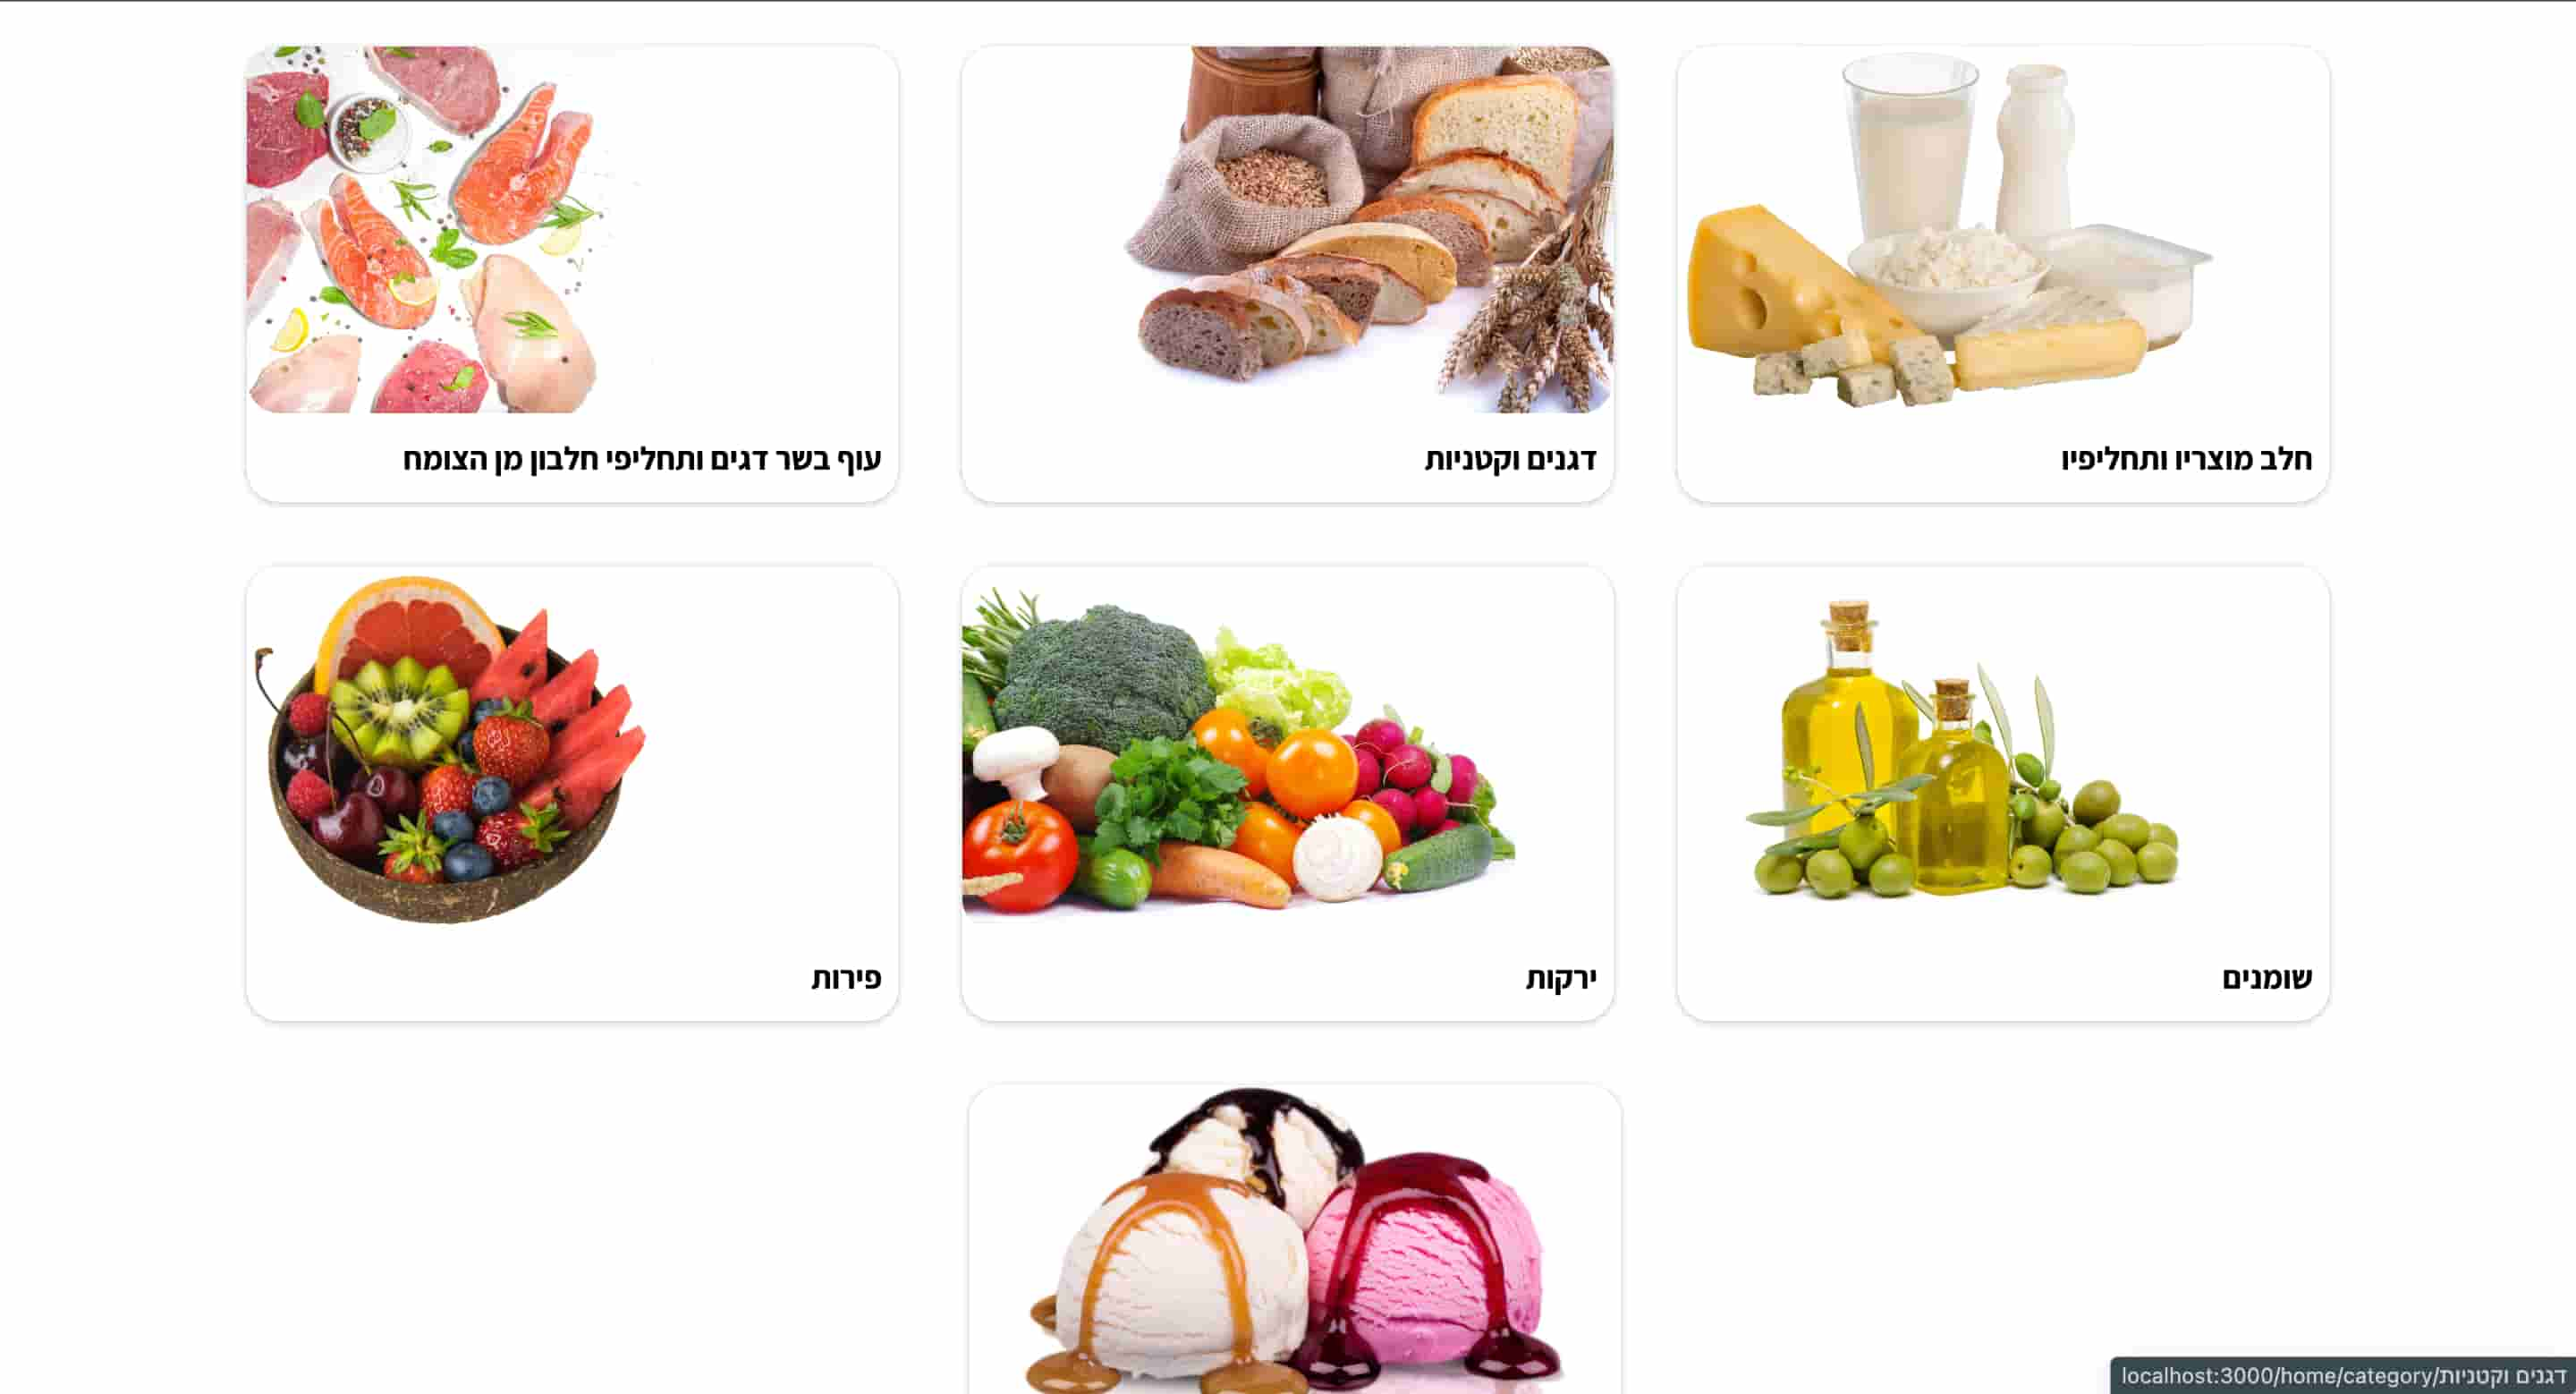 חלב מוצריו ותחליפיו
דגנים וקטניות
עוף בשר דגים ותחליפי חלבון מן הצומח
שומנים
ירקות
פירות
localhost:3000/home/category/דגנים וקטניות